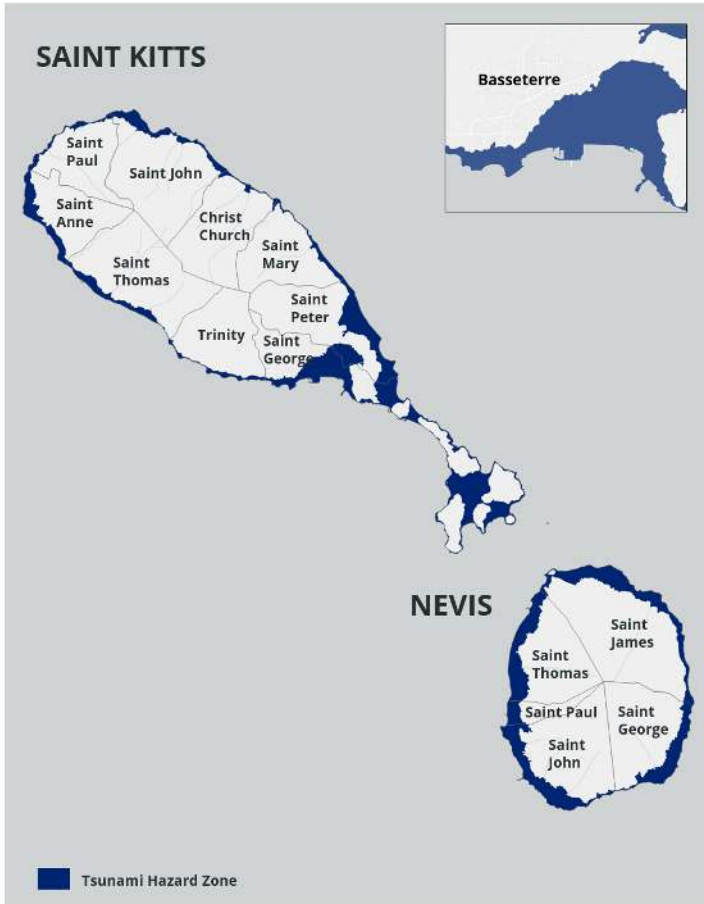 SAINT KITTS
Basseterre
Saint
Paul
Saint John
Saint
Anne
Christ
Church
Saint
Mary
Saint
Thomas
Saint
Peter
Trinity
Saint
George
NEVIS
Saint
James
Saint
Thomas
Saint Paul
Saint
George
Saint
John
Tsunami Hazard Zone